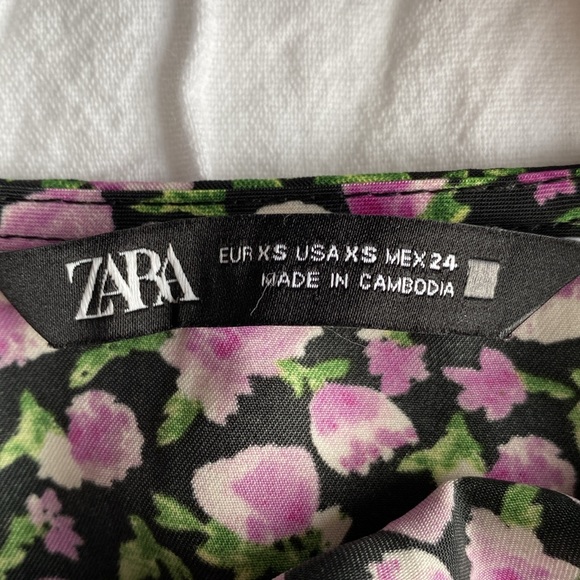 ZARA
EUR XS USA XS MEX 24
MADE IN CAMBODIA